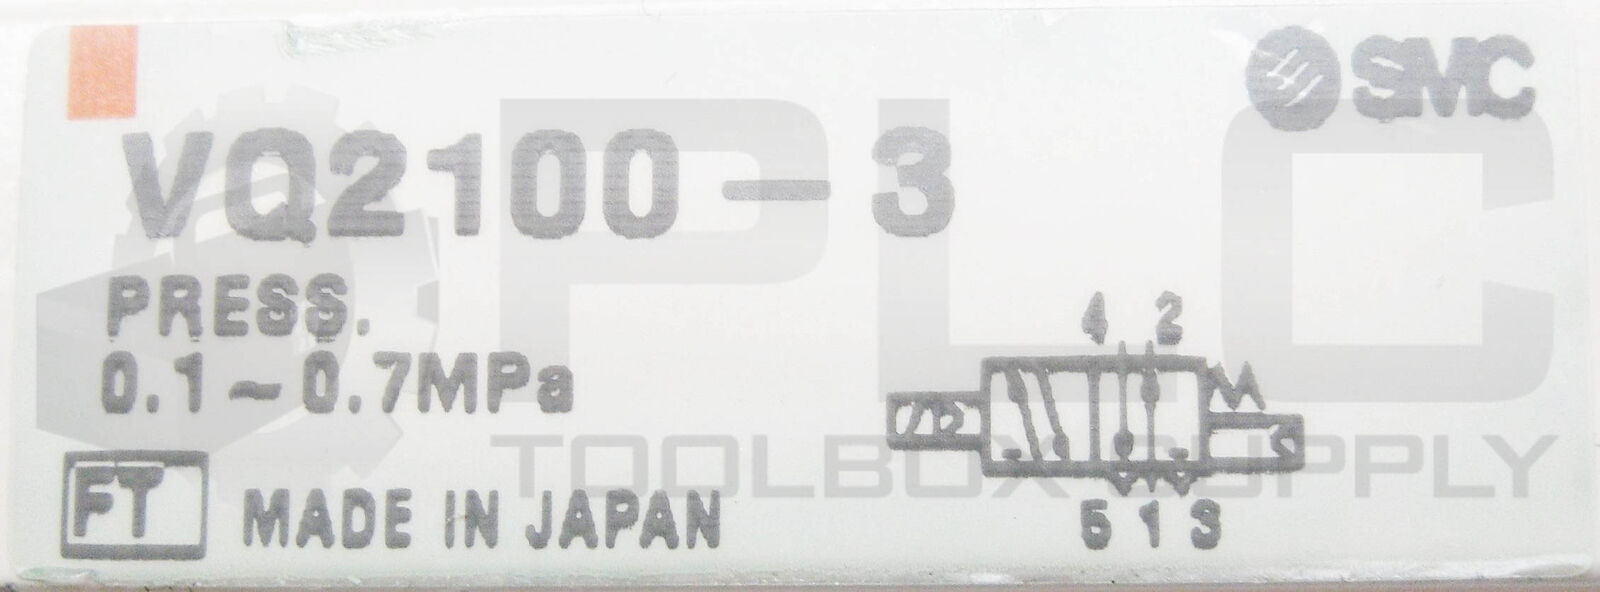 SMC
VQ2100-3
PRESS.
0.1~0.7MPa
FT MADE IN JAPAN
4 2
5 1 3
PLC
TOOLBOX SUPPLY